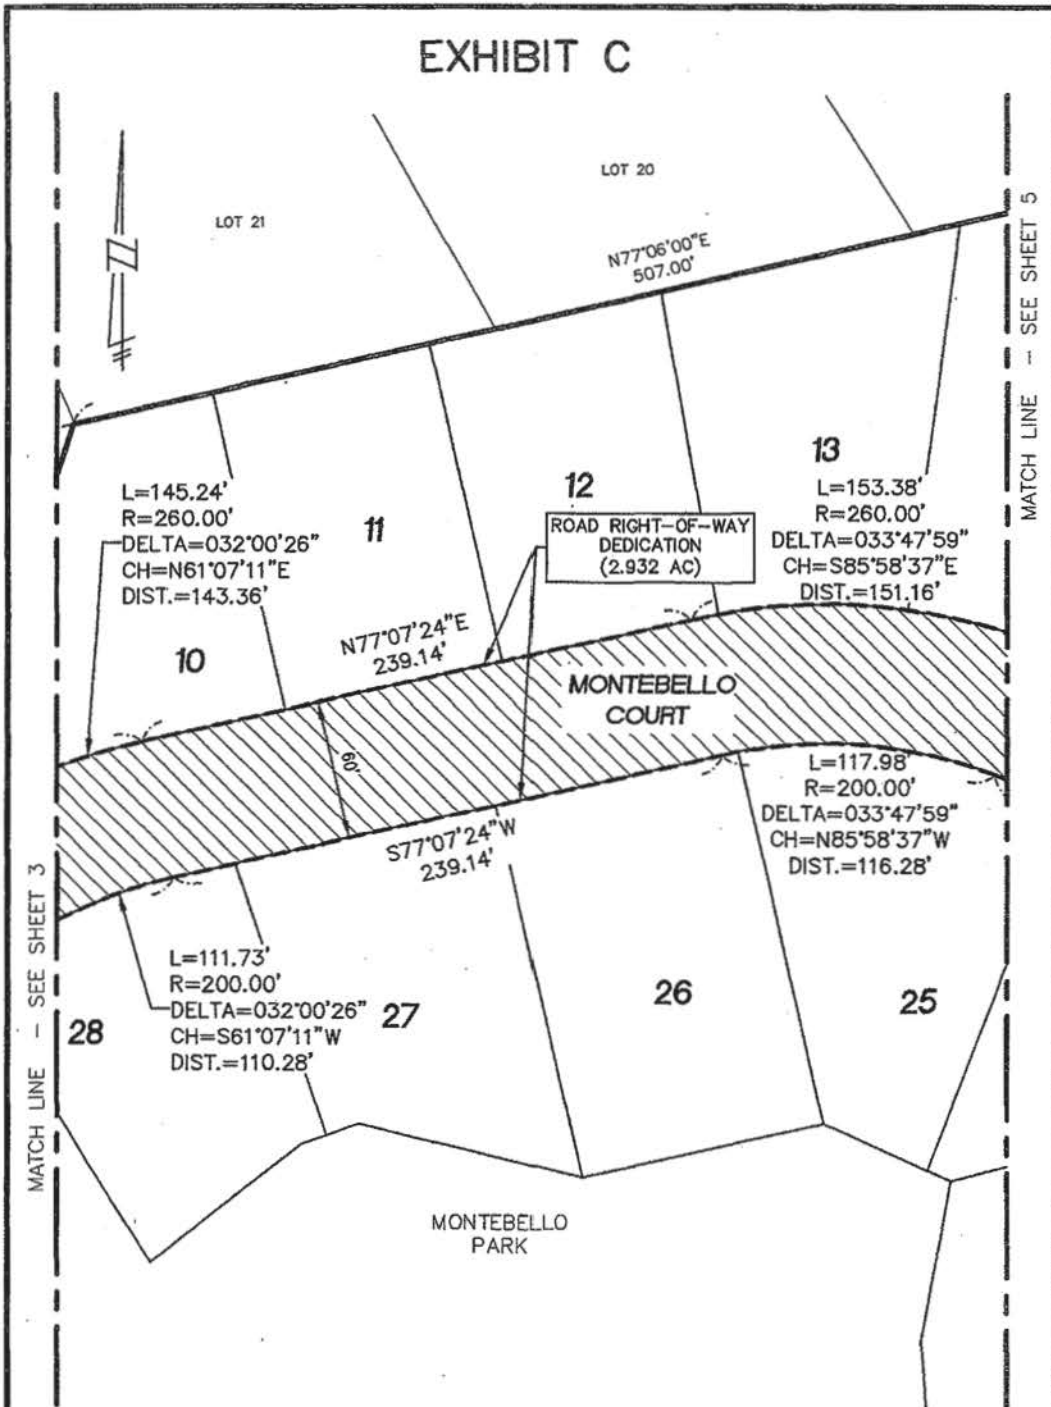 EXHIBIT C
LOT 20
LOT 21
N77°06'00"E
507.00'
MATCH LINE - SEE SHEET 5
13
L=153.38'
R=260.00'
DELTA=033°47'59"
CH=S85°58'37"E
DIST.=151.16'
12
ROAD RIGHT-OF-WAY
DEDICATION
(2.932 AC)
11
L=145.24'
R=260.00'
DELTA=032°00'26"
CH=N61°07'11"E
DIST.=143.36'
10
N77°07'24"E
239.14'
MONTEBELLO
COURT
60'
L=117.98'
R=200.00'
DELTA=033°47'59"
CH=N85°58'37"W
DIST.=116.28'
S77°07'24"W
239.14'
MATCH LINE - SEE SHEET 3
L=111.73'
R=200.00'
DELTA=032°00'26"
CH=S61°07'11"W
DIST.=110.28'
28
27
26
25
MONTEBELLO
PARK
N